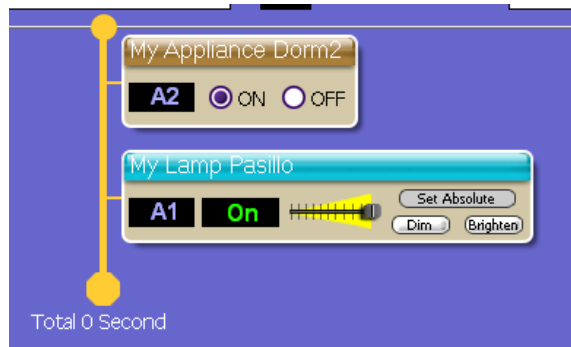 My Appliance Dorm2
A2 ON OFF
My Lamp Pasillo
Set Absolute
A1 On
Dim Brighten
Total 0 Second